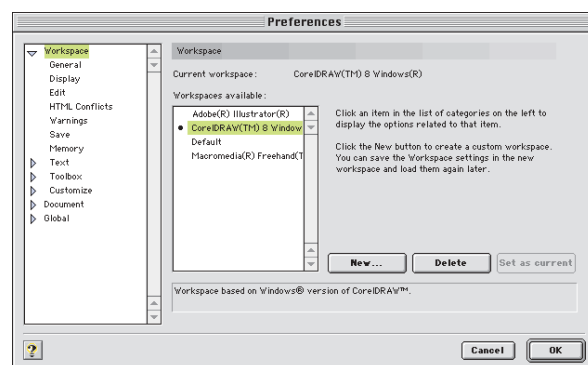 Preferences
Workspace
General
Display
Edit
HTML Conflicts
Warnings
Save
Memory
Text
Toolbox
Customize
Document
Global
Workspace
Current workspace: CorelDRAW(TM) 8 Windows(R)
Workspaces available:
Adobe(R) Illustrator(R)
CorelDRAW(TM) 8 Window
Default
Macromedia(R) Freehand(T
Click an item in the list of categories on the left to
display the options related to that item.
Click the New button to create a custom workspace.
You can save the Workspace settings in the new
workspace and load them again later.
New...
Delete
Set as current
Workspace based on Windows® version of CorelDRAW™.
?
Cancel
OK